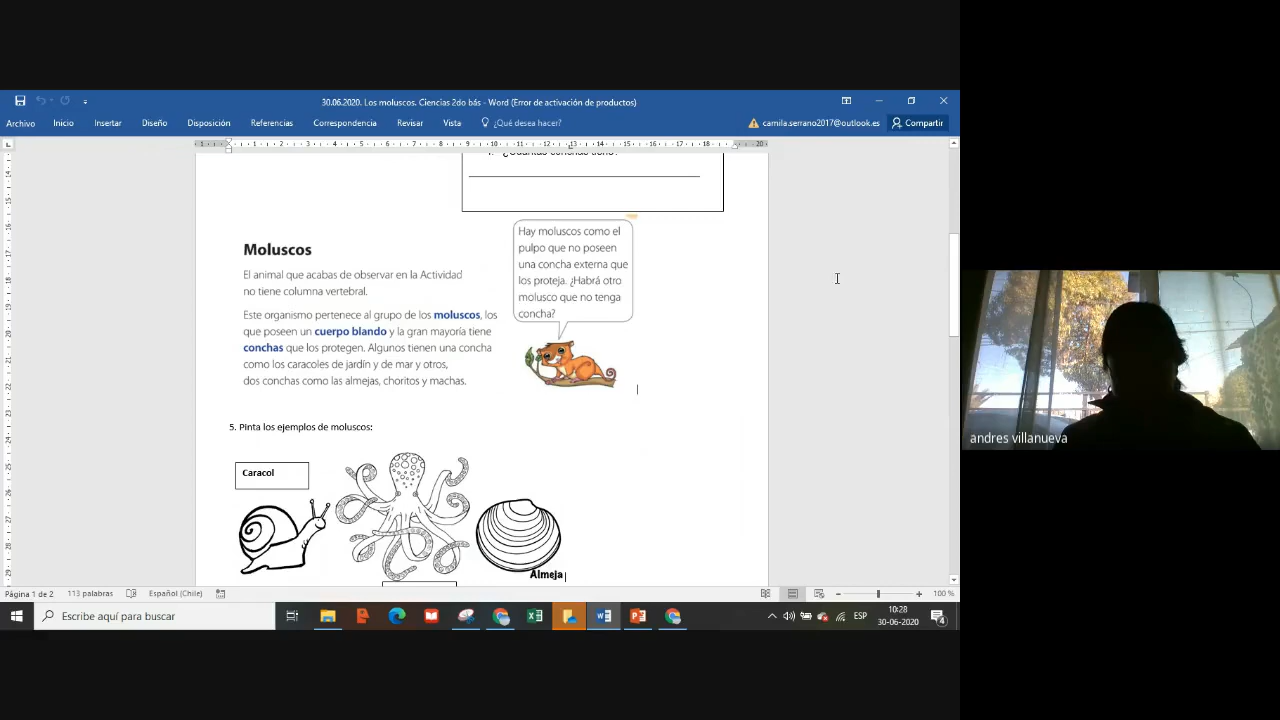 30.06.2020. Los moluscos. Ciencias 2do bás - Word (Error de activación de productos)
Archivo Inicio Insertar Diseño Disposición Referencias Correspondencia Revisar Vista ¿Qué desea hacer? camila.serrano2017@outlook.es Compartir
¿Cuántas conchas tiene?
Moluscos
El animal que acabas de observar en la Actividad
no tiene columna vertebral.
Este organismo pertenece al grupo de los moluscos, los
que poseen un cuerpo blando y la gran mayoría tiene
conchas que los protegen. Algunos tienen una concha
como los caracoles de jardín y de mar y otros,
dos conchas como las almejas, choritos y machas.
Hay moluscos como el
pulpo que no poseen
una concha externa que
los proteja. ¿Habrá otro
molusco que no tenga
concha?
5. Pinta los ejemplos de moluscos:
Caracol
Almeja
Página 1 de 2 113 palabras Español (Chile) 100 %
Escribe aquí para buscar
ESP
10:28
30-06-2020
4
andres villanueva